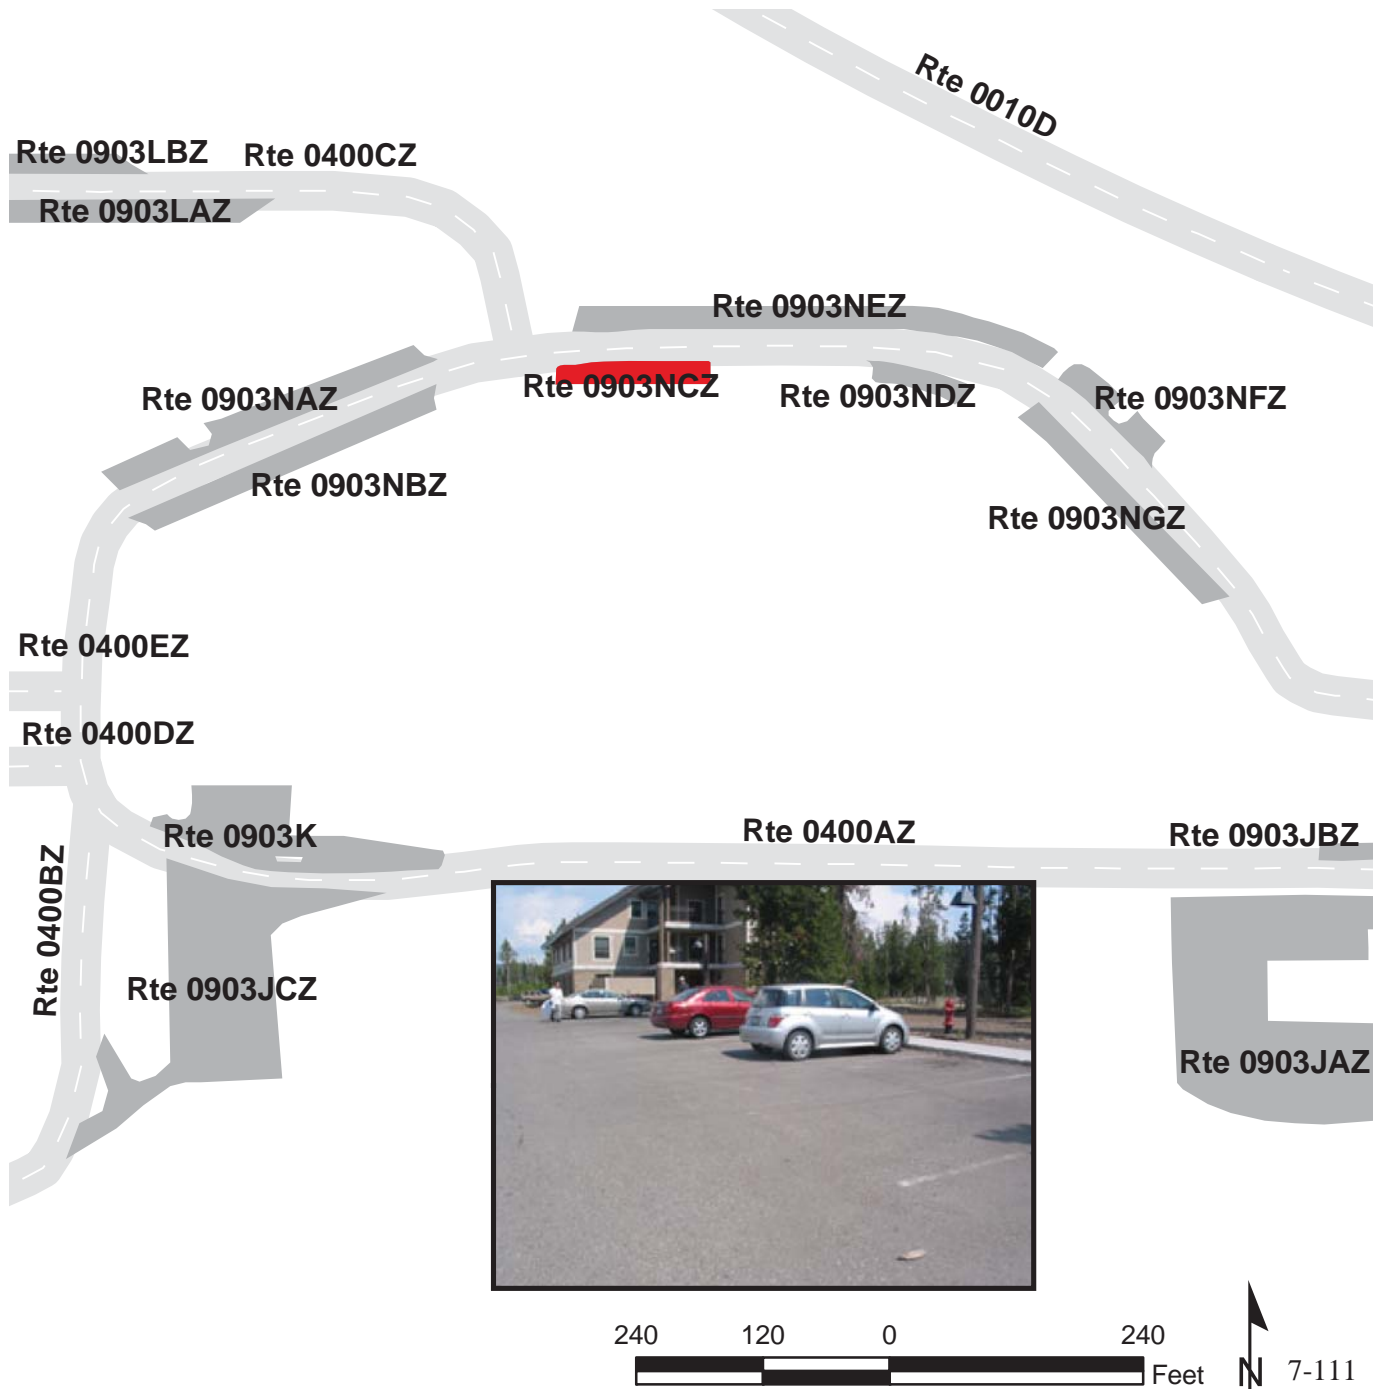 Rte 0010D
Rte 0903LBZ
Rte 0400CZ
Rte 0903LAZ
Rte 0903NEZ
Rte 0903NCZ
Rte 0903NAZ
Rte 0903NDZ
Rte 0903NFZ
Rte 0903NBZ
Rte 0903NGZ
Rte 0400EZ
Rte 0400DZ
Rte 0903K
Rte 0400AZ
Rte 0903JBZ
Rte 0400BZ
Rte 0903JCZ
Rte 0903JAZ
240 120 0 240
Feet
N
7-111